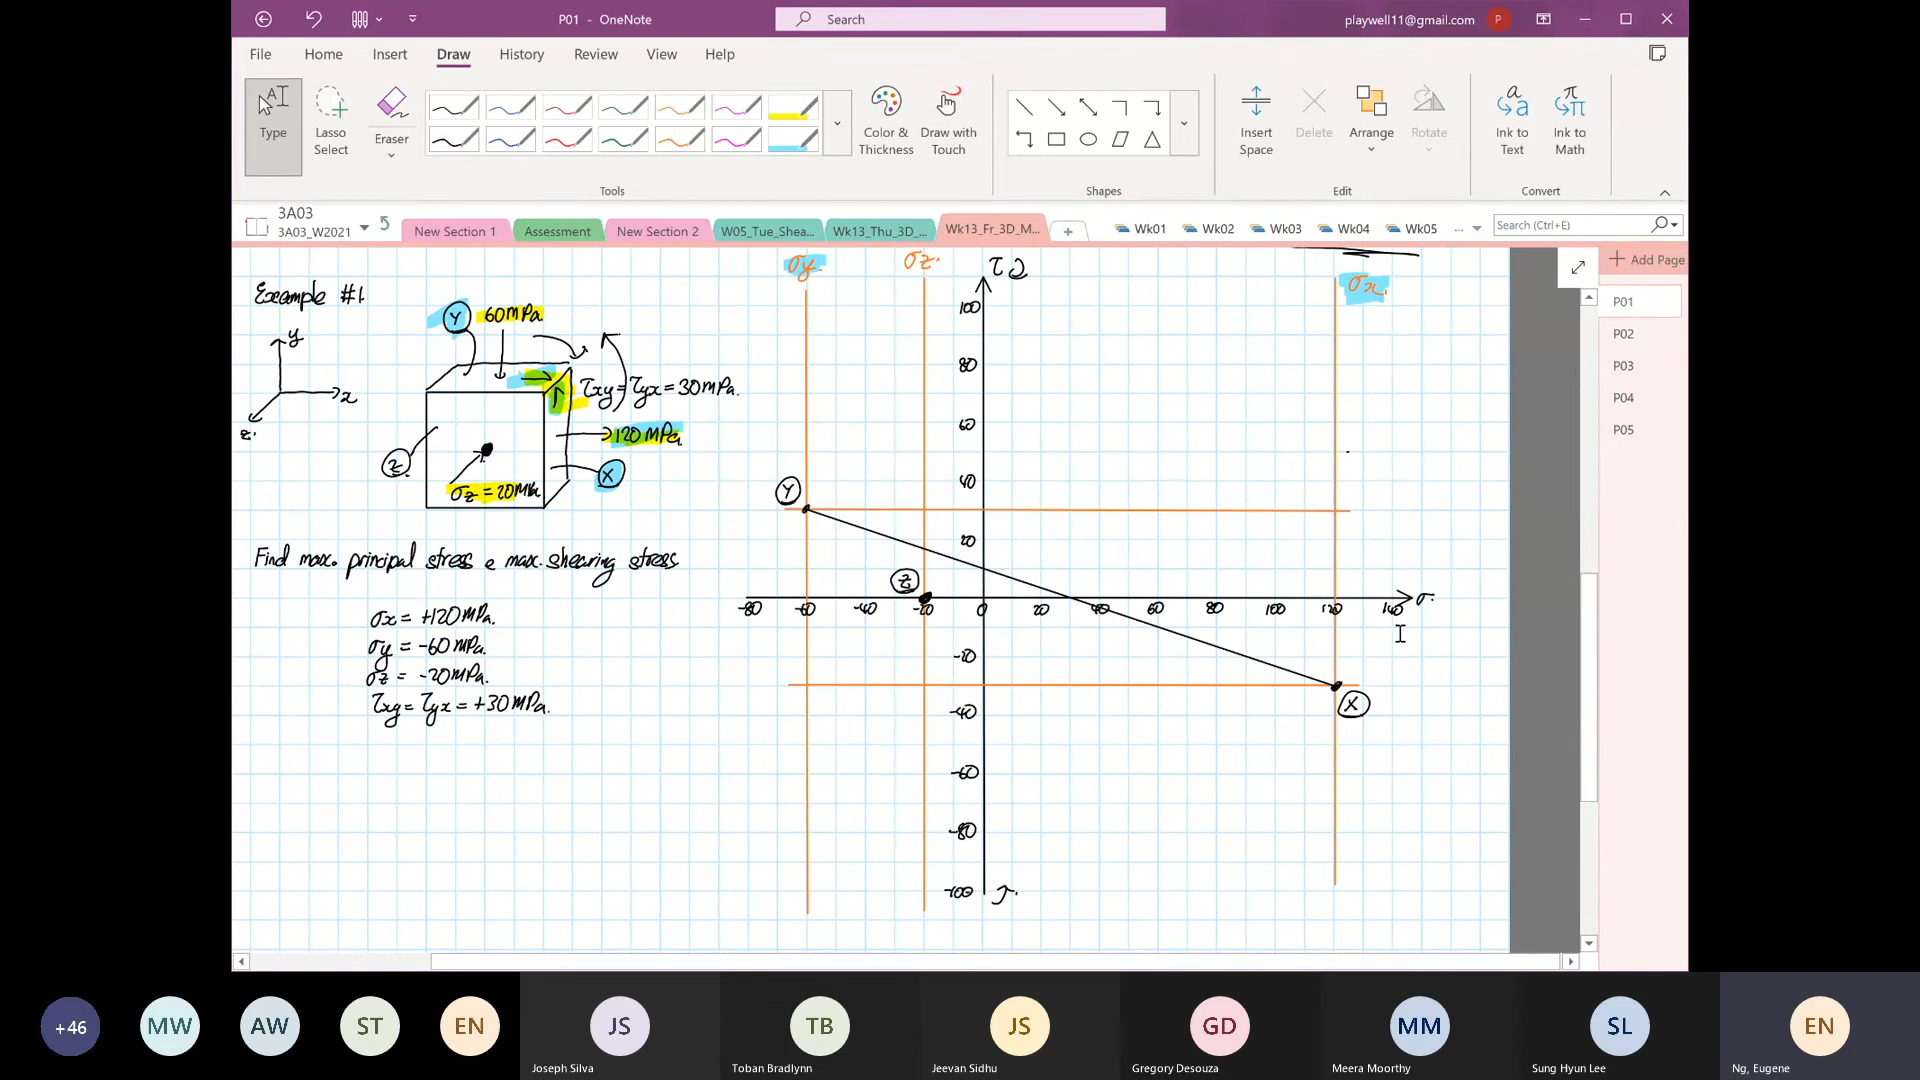 P01 - OneNote
Search
playwell11@gmail.com
P
File Home Insert Draw History Review View Help
Type
Lasso Select
Eraser
Color & Thickness
Draw with Touch
Insert Space
Delete
Arrange
Rotate
Ink to Text
Ink to Math
Tools
Shapes
Edit
Convert
3A03
3A03_W2021
New Section 1
Assessment
New Section 2
W05_Tue_Shea...
Wk13_Thu_3D_...
Wk13_Fr_3D_M...
Wk01
Wk02
Wk03
Wk04
Wk05
...
Search (Ctrl+E)
Add Page
P01
P02
P03
P04
P05
Example #1.
y
x
z.
Y
60MPa
τxy = τyx = 30MPa.
120MPa.
Z
X
σz = 20MPa
Find max. principal stress & max. shearing stress
σx = +120MPa.
σy = -60MPa.
σz = -20MPa.
τxy = τyx = +30MPa.
σy.
σz.
τ
σx.
100
80
60
40
20
Y
Z
-80 -60 -40 -20 0 20 40 60 80 100 120 140 σ.
-20
-40
X
-60
-80
-100
+46
MW
AW
ST
EN
JS
Joseph Silva
TB
Toban Bradlynn
JS
Jeevan Sidhu
GD
Gregory Desouza
MM
Meera Moorthy
SL
Sung Hyun Lee
EN
Ng, Eugene